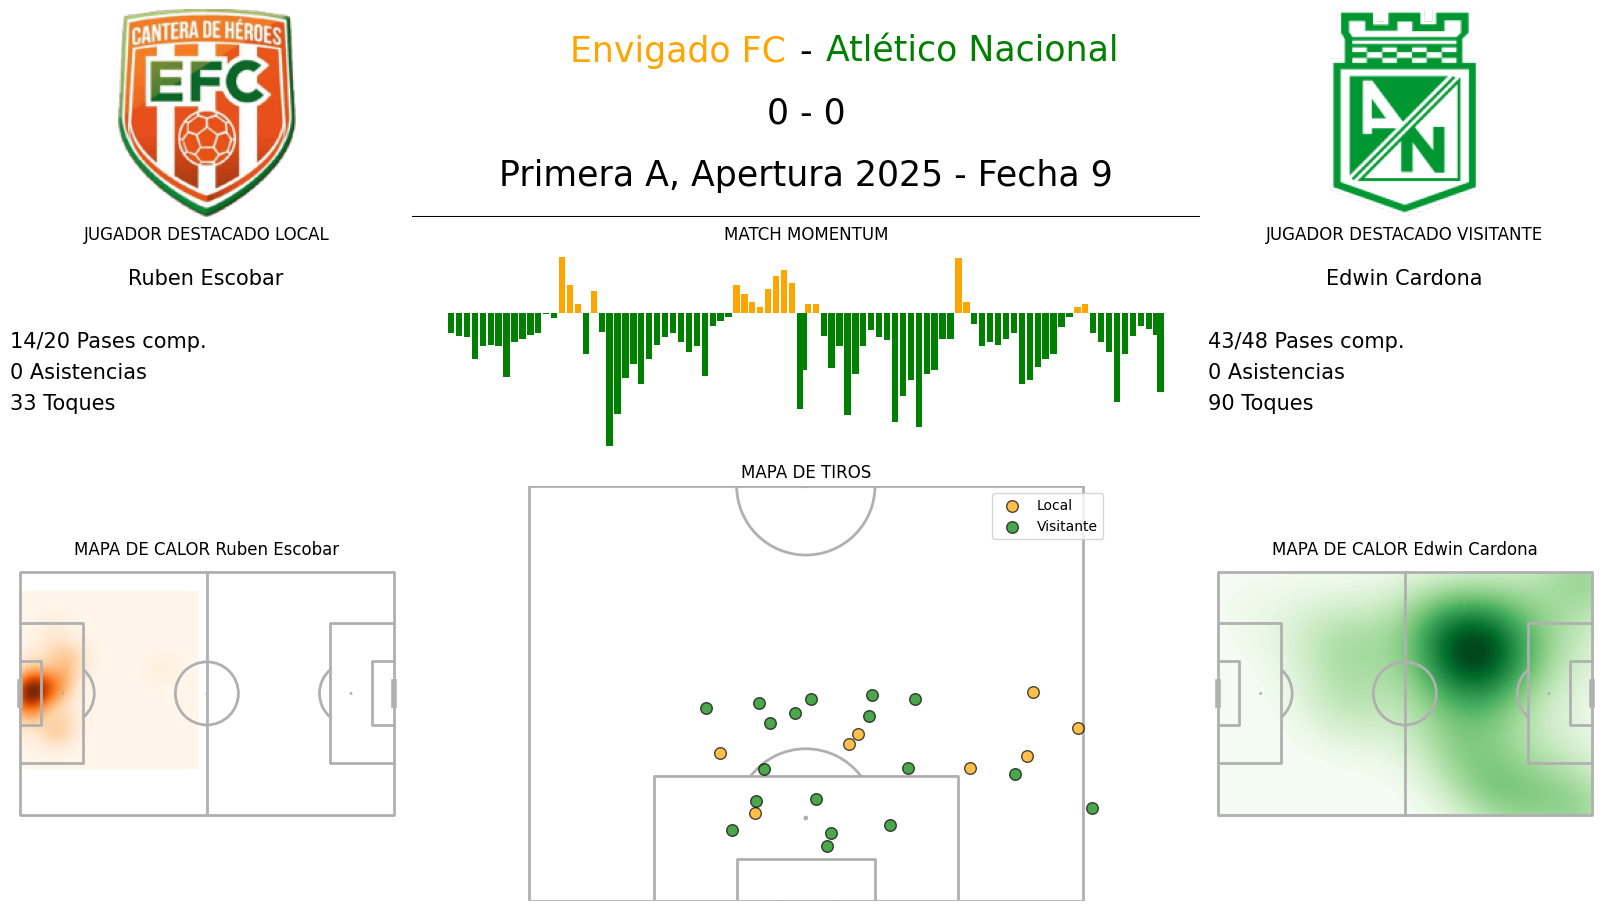 CANTERA DE HÉROES
EFC
Envigado FC - Atlético Nacional
0 - 0
Primera A, Apertura 2025 - Fecha 9
AN
JUGADOR DESTACADO LOCAL
Ruben Escobar
14/20 Pases comp.
0 Asistencias
33 Toques
MATCH MOMENTUM
JUGADOR DESTACADO VISITANTE
Edwin Cardona
43/48 Pases comp.
0 Asistencias
90 Toques
MAPA DE TIROS
Local
Visitante
MAPA DE CALOR Ruben Escobar
MAPA DE CALOR Edwin Cardona